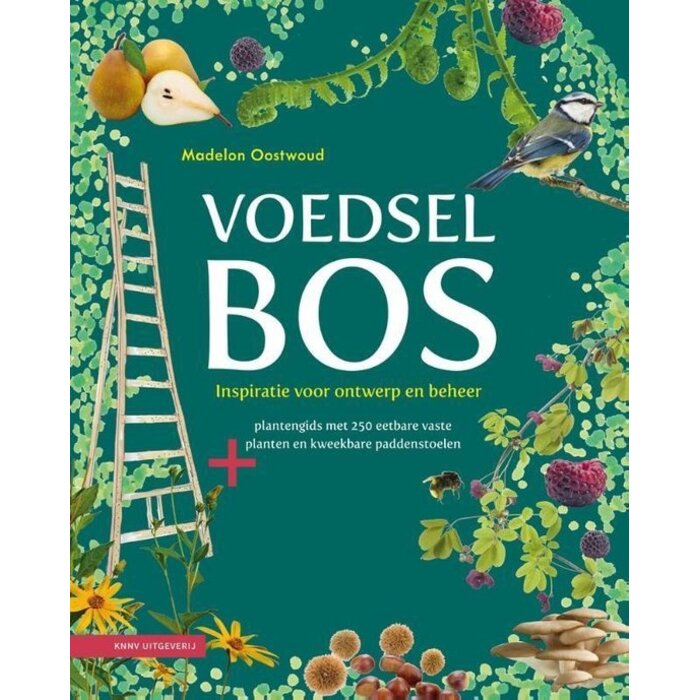 Madelon Oostwoud
VOEDSEL
BOS
Inspiratie voor ontwerp en beheer
+
plantengids met 250 eetbare vaste
planten en kweekbare paddenstoelen
KNNV UITGEVERIJ